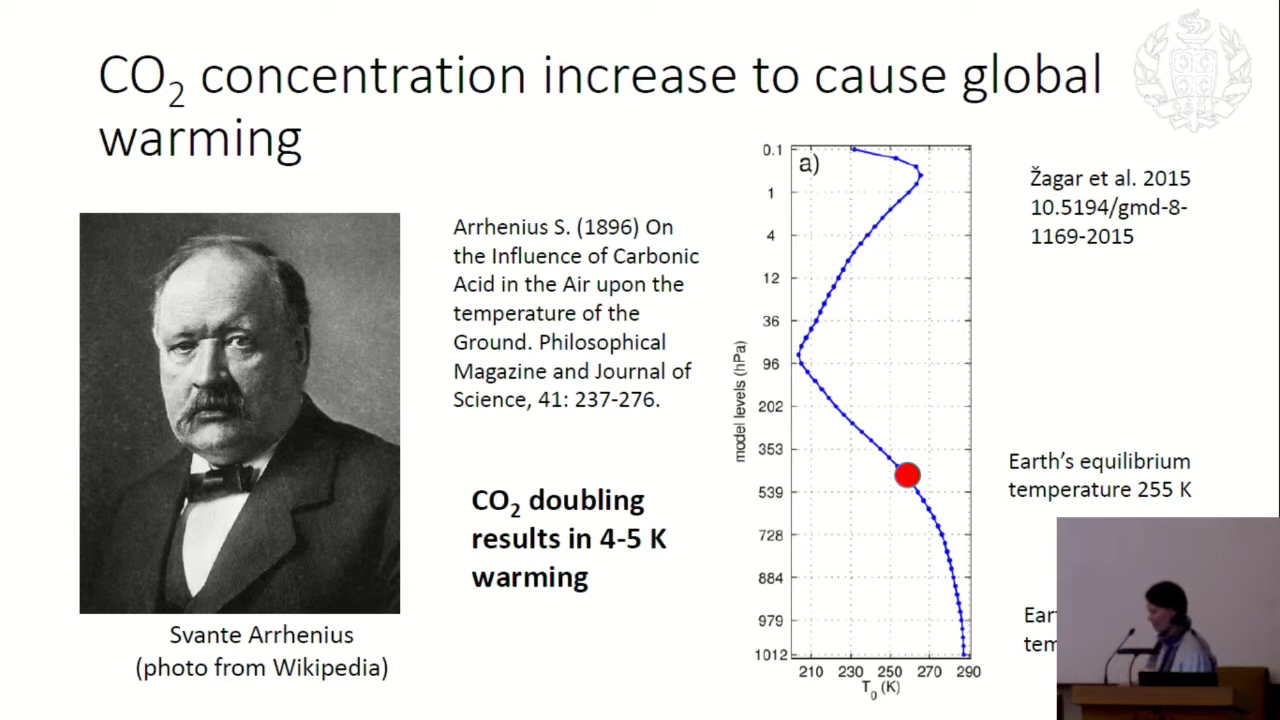 CO₂ concentration increase to cause global
warming
Arrhenius S. (1896) On
the Influence of Carbonic
Acid in the Air upon the
temperature of the
Ground. Philosophical
Magazine and Journal of
Science, 41: 237-276.
CO₂ doubling
results in 4-5 K
warming
Svante Arrhenius
(photo from Wikipedia)
a)
model levels (hPa)
0.1
1
4
12
36
96
202
353
539
728
884
979
1012
210 230 250 270 290
T₀ (K)
Žagar et al. 2015
10.5194/gmd-8-
1169-2015
Earth's equilibrium
temperature 255 K